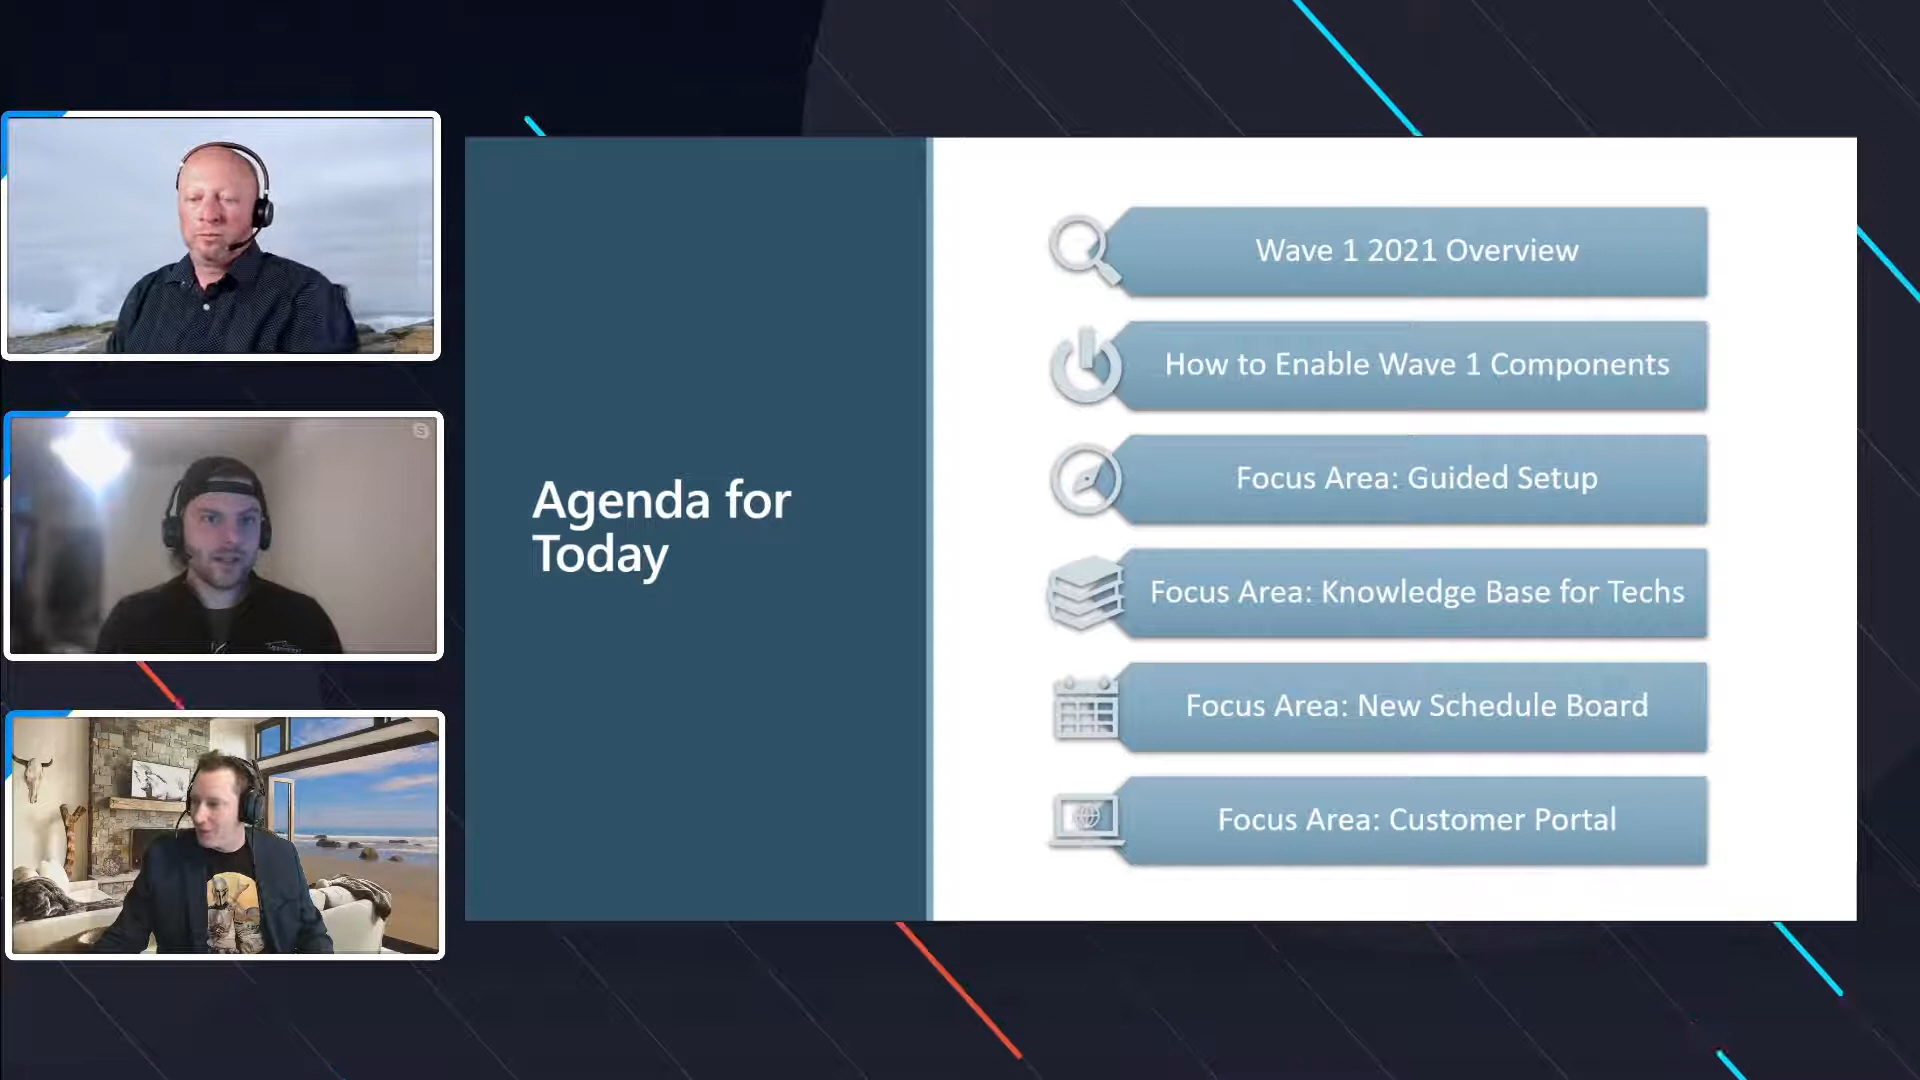 Agenda for
Today
Wave 1 2021 Overview
How to Enable Wave 1 Components
Focus Area: Guided Setup
Focus Area: Knowledge Base for Techs
Focus Area: New Schedule Board
Focus Area: Customer Portal
S